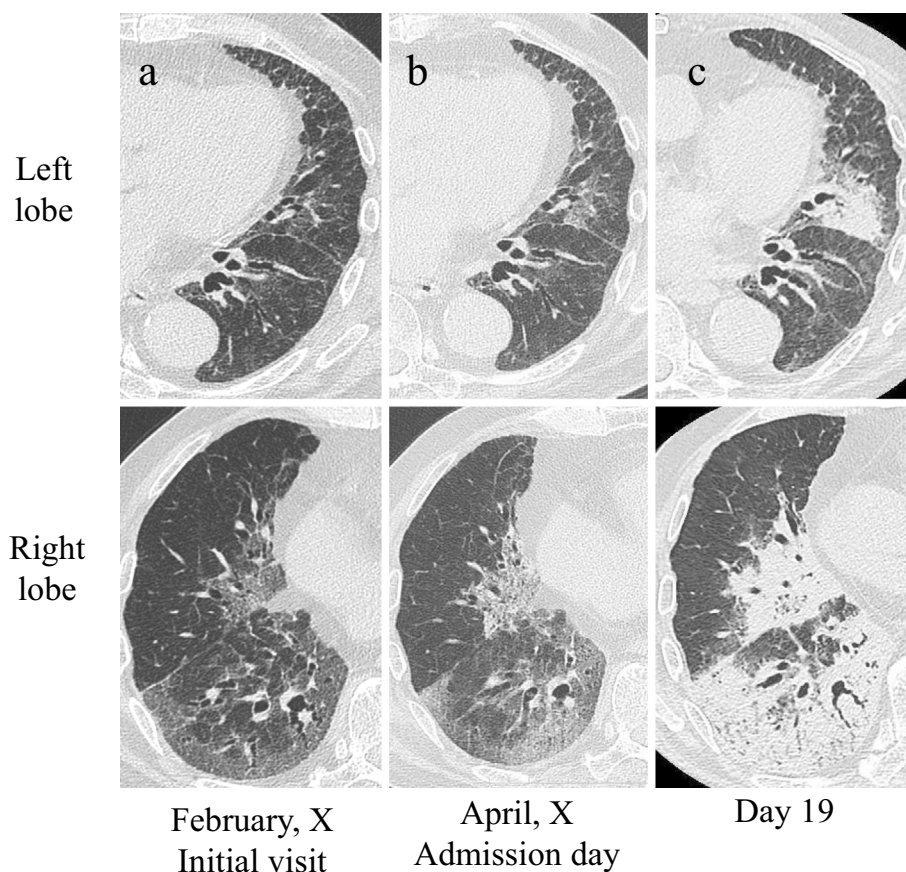 a
b
c
Left
lobe
Right
lobe
February, X
Initial visit
April, X
Admission day
Day 19